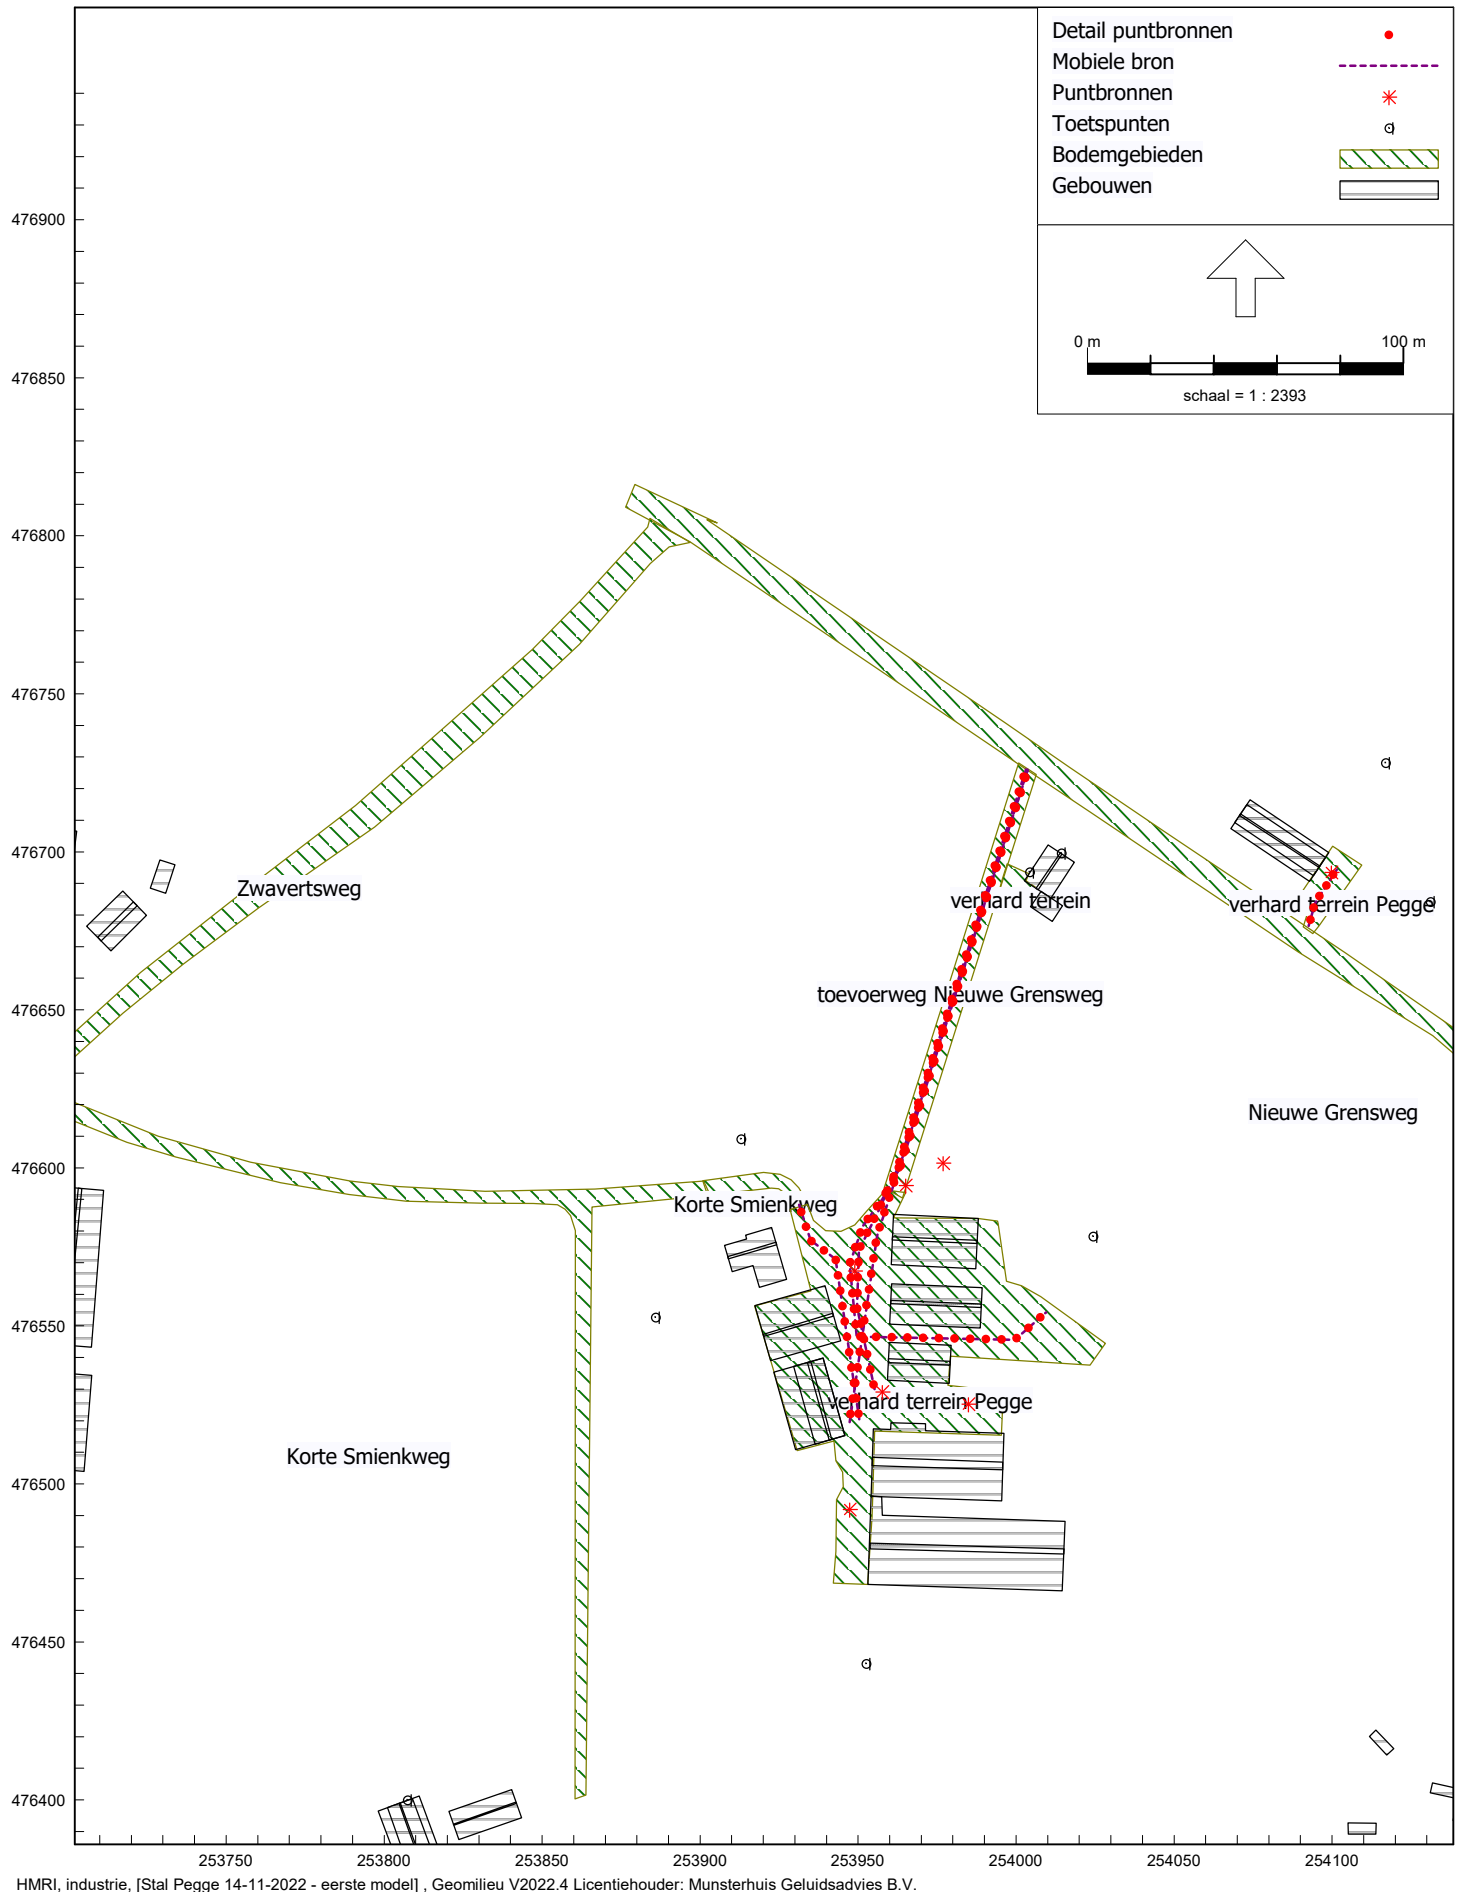 Detail puntbronnen
Mobiele bron
Puntbronnen
Toetspunten
Bodemgebieden
Gebouwen
0 m 100 m
schaal = 1 : 2393
476900
476850
476800
476750
476700
476650
476600
476550
476500
476450
476400
Zwavertsweg
verhard terrein
verhard terrein Pegge
toevoerweg Nieuwe Grensweg
Nieuwe Grensweg
Korte Smienkweg
verhard terrein Pegge
Korte Smienkweg
253750 253800 253850 253900 253950 254000 254050 254100
HMRI, industrie, [Stal Pegge 14-11-2022 - eerste model] , Geomilieu V2022.4 Licentiehouder: Munsterhuis Geluidsadvies B.V.